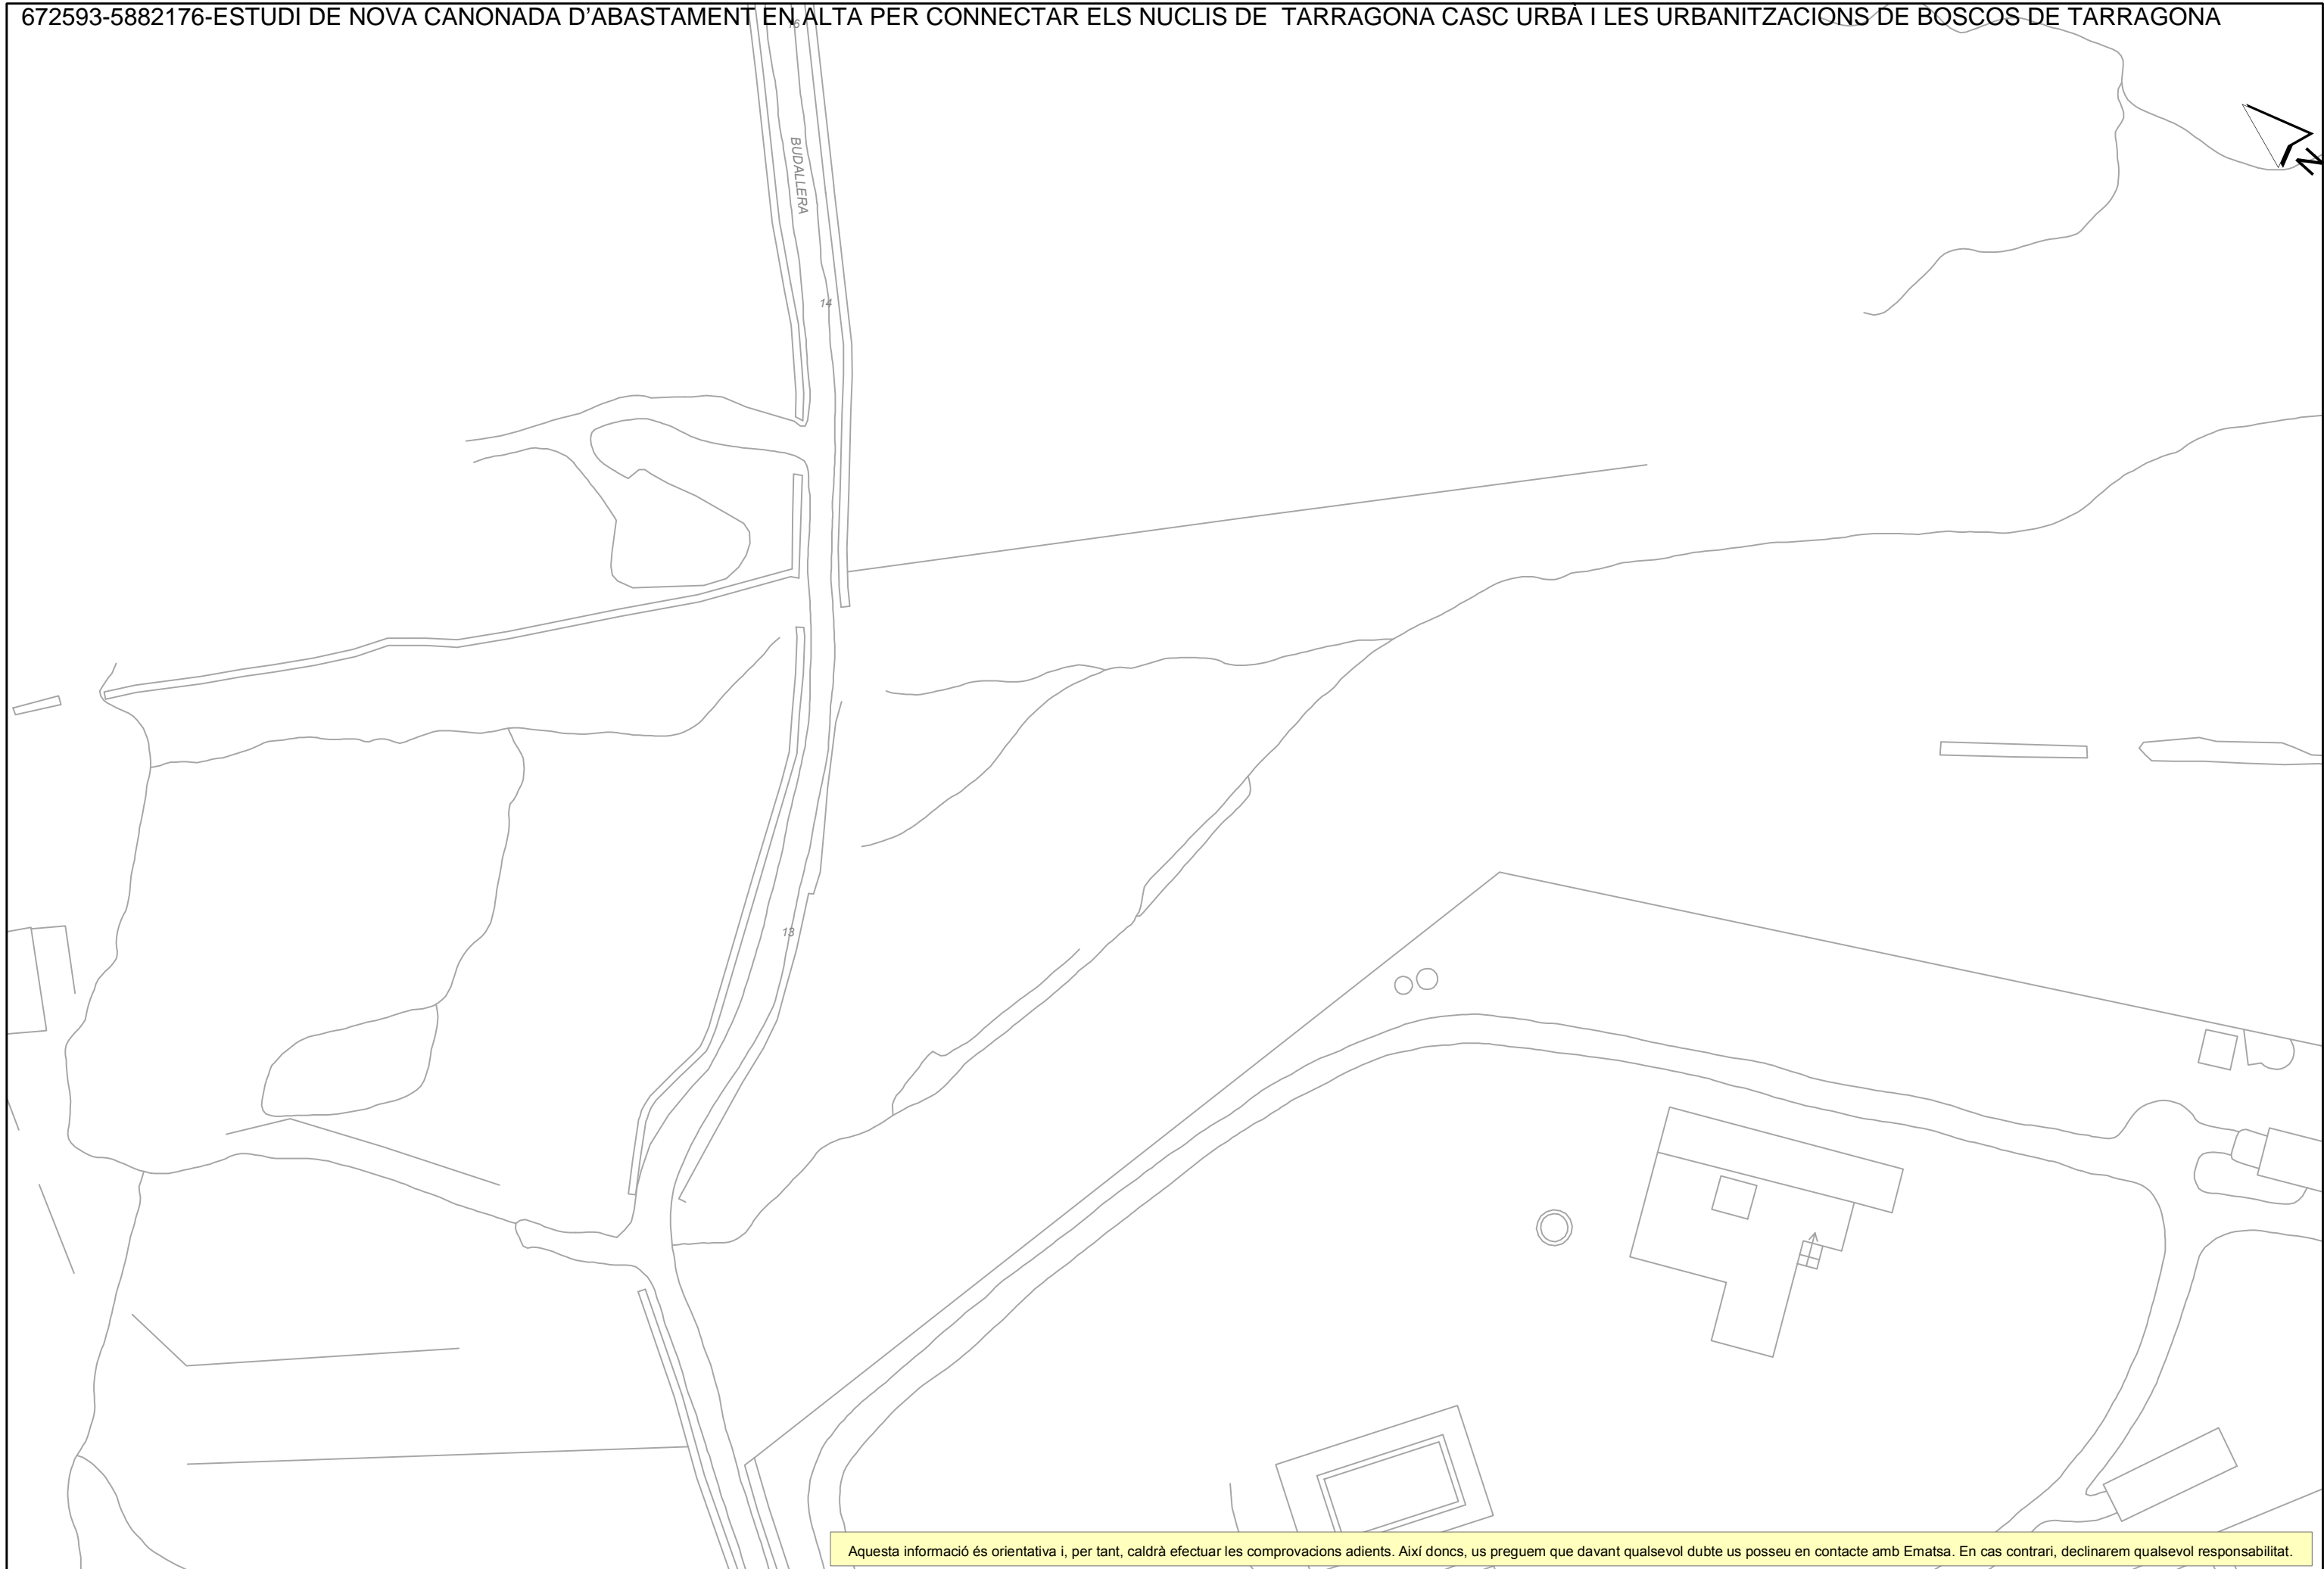 672593-5882176-ESTUDI DE NOVA CANONADA D'ABASTAMENT EN ALTA PER CONNECTAR ELS NUCLIS DE TARRAGONA CASC URBÀ I LES URBANITZACIONS DE BOSCOS DE TARRAGONA
N
BUDALLERA
14
13
Aquesta informació és orientativa i, per tant, caldrà efectuar les comprovacions adients. Així doncs, us preguem que davant qualsevol dubte us posseu en contacte amb Ematsa. En cas contrari, declinarem qualsevol responsabilitat.